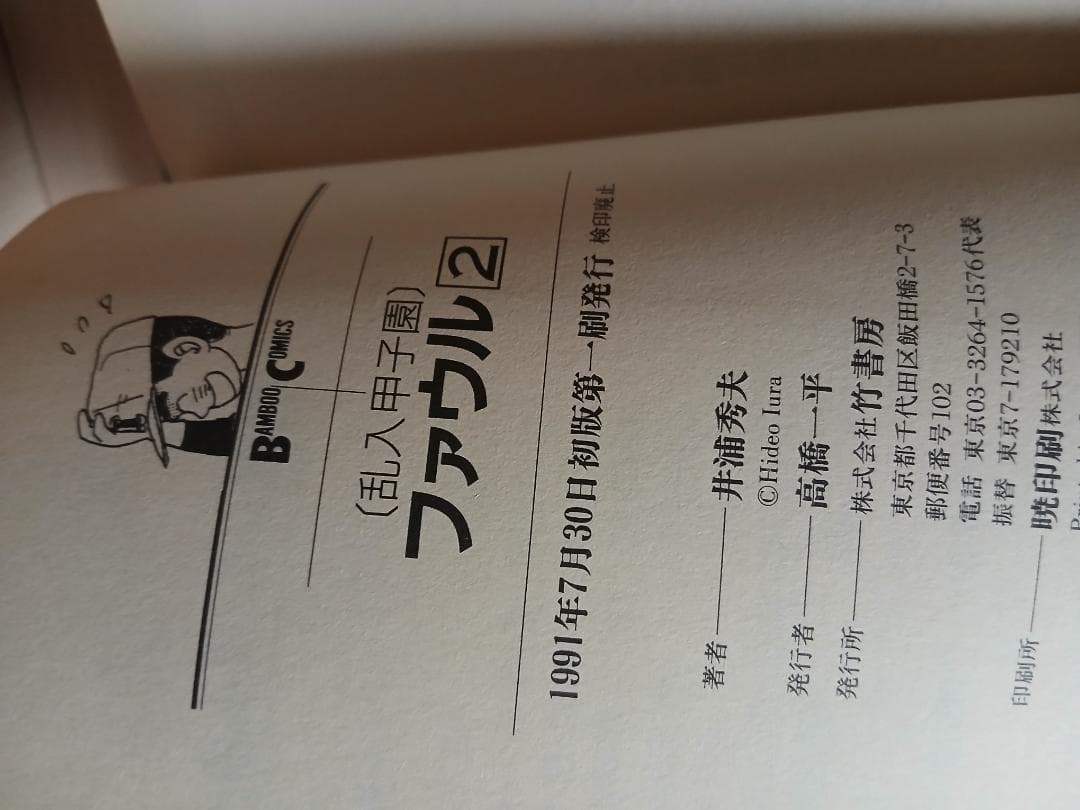 BAMBOO COMICS
〔乱入甲子園〕
ファウル2
1991年7月30日初版第一刷発行 検印廃止
著者――井浦秀夫
©Hideo Iura
発行者――高橋一平
発行所――株式会社竹書房
東京都千代田区飯田橋2-7-3
郵便番号102
電話 東京03-3264-1576代表
振替 東京7-179210
印刷所――暁印刷株式会社